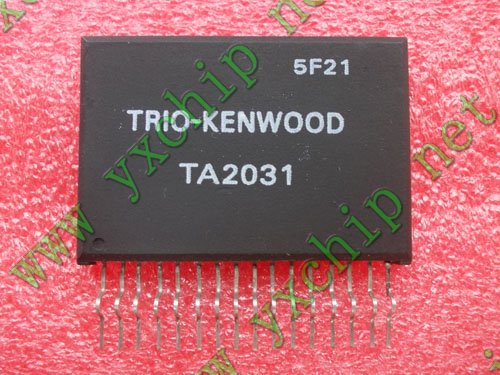 5F21
TRIO-KENWOOD
TA2031
www.yxchip.net
www.yxchip.net